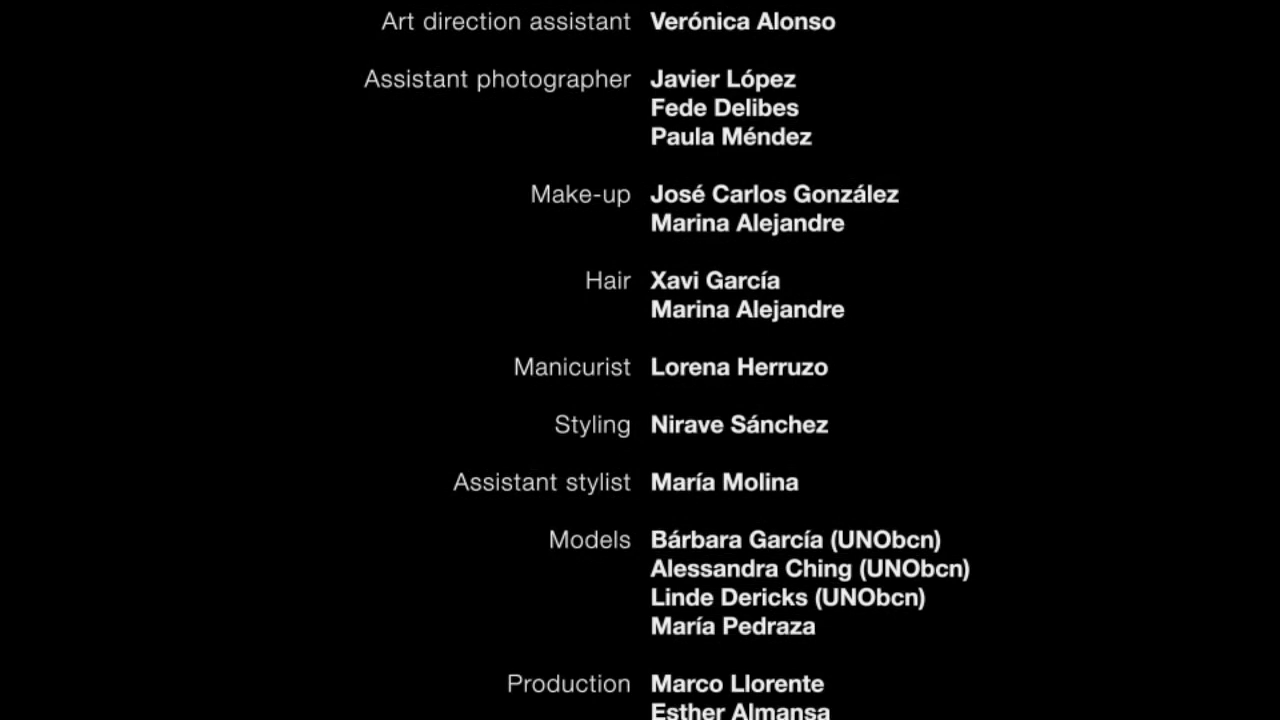 Art direction assistant Verónica Alonso
Assistant photographer Javier López
Fede Delibes
Paula Méndez
Make-up José Carlos González
Marina Alejandre
Hair Xavi García
Marina Alejandre
Manicurist Lorena Herruzo
Styling Nirave Sánchez
Assistant stylist María Molina
Models Bárbara García (UNObcn)
Alessandra Ching (UNObcn)
Linde Dericks (UNObcn)
María Pedraza
Production Marco Llorente
Esther Almansa